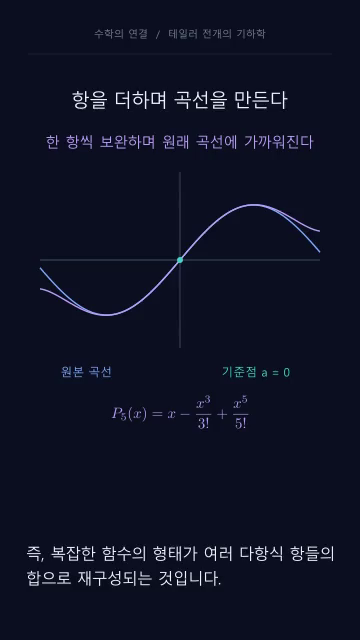 수학의 연결 / 테일러 전개의 기하학
항을 더하며 곡선을 만든다
한 항씩 보완하며 원래 곡선에 가까워진다
원본 곡선 기준점 a = 0
P₅(x) = x − x³/3! + x⁵/5!
즉, 복잡한 함수의 형태가 여러 다항식 항들의
합으로 재구성되는 것입니다.